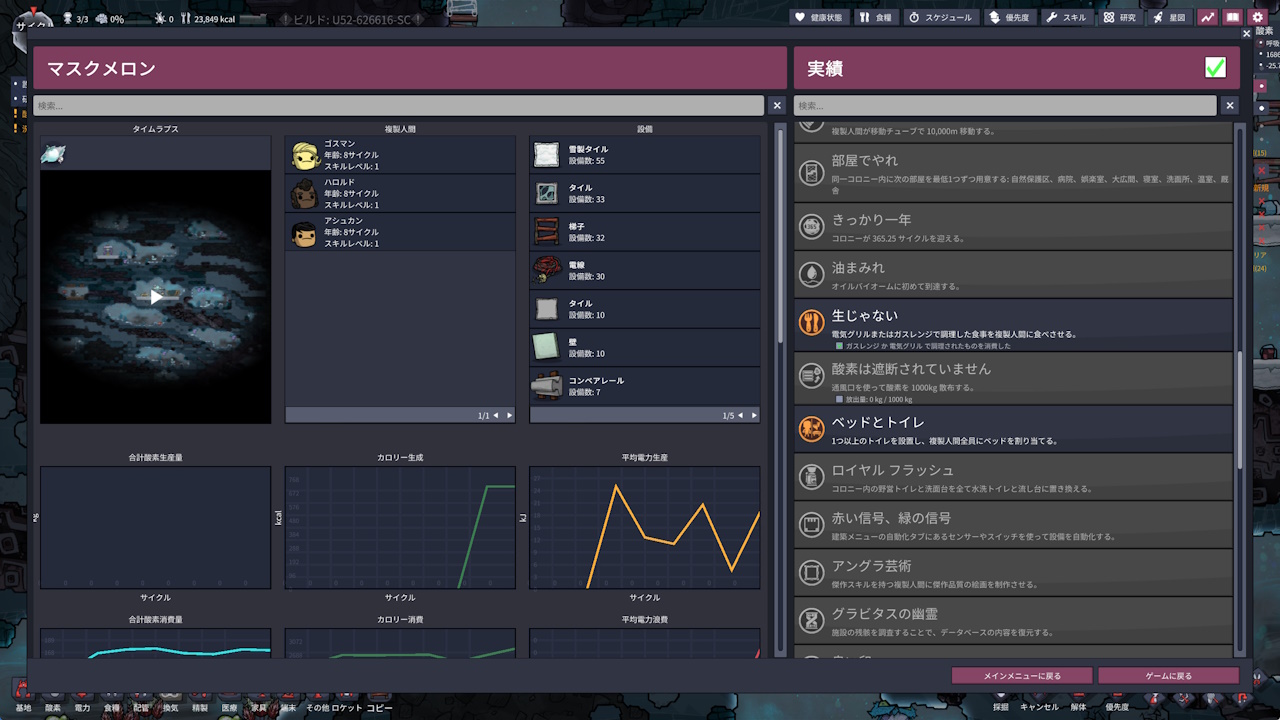 サイクル
3/3
0%
0
23,849 kcal
ビルド: U52-626616-SC
健康状態
食糧
スケジュール
優先度
スキル
研究
星図
酸素
マスクメロン
実績
検索...
検索...
タイムラプス
複製人間
設備
ゴスマン
年齢: 8サイクル
スキルレベル: 1
ハロルド
年齢: 8サイクル
スキルレベル: 1
アシュカン
年齢: 8サイクル
スキルレベル: 1
1/1
雪製タイル
設備数: 55
タイル
設備数: 33
梯子
設備数: 32
電線
設備数: 30
タイル
設備数: 10
壁
設備数: 10
コンベアレール
設備数: 7
1/5
合計酸素生産量
カロリー生成
平均電力生産
kcal
kJ
サイクル
サイクル
サイクル
合計酸素消費量
カロリー消費
平均電力浪費
複製人間が移動チューブで 10,000m 移動する。
部屋でやれ
同一コロニー内に次の部屋を最低1つずつ用意する: 自然保護区、病院、娯楽室、大広間、寝室、洗面所、温室、厩舎
きっかり一年
コロニーが 365.25 サイクルを迎える。
油まみれ
オイルバイオームに初めて到達する。
生じゃない
電気グリルまたはガスレンジで調理した食事を複製人間に食べさせる。
ガスレンジ か 電気グリル で調理されたものを消費した
酸素は遮断されていません
通風口を使って酸素を 1000kg 散布する。
放出量: 0 kg / 1000 kg
ベッドとトイレ
1つ以上のトイレを設置し、複製人間全員にベッドを割り当てる。
ロイヤル フラッシュ
コロニー内の野営トイレと洗面台を全て水洗トイレと流し台に置き換える。
赤い信号、緑の信号
建築メニューの自動化タブにあるセンサーやスイッチを使って設備を自動化する。
アングラ芸術
傑作スキルを持つ複製人間に傑作品質の絵画を制作させる。
グラビタスの幽霊
施設の残骸を調査することで、データベースの内容を復元する。
メインメニューに戻る
ゲームに戻る
基地
酸素
電力
食糧
配管
換気
精製
医療
家具
端末
その他
ロケット
コピー
採掘
キャンセル
解体
優先度